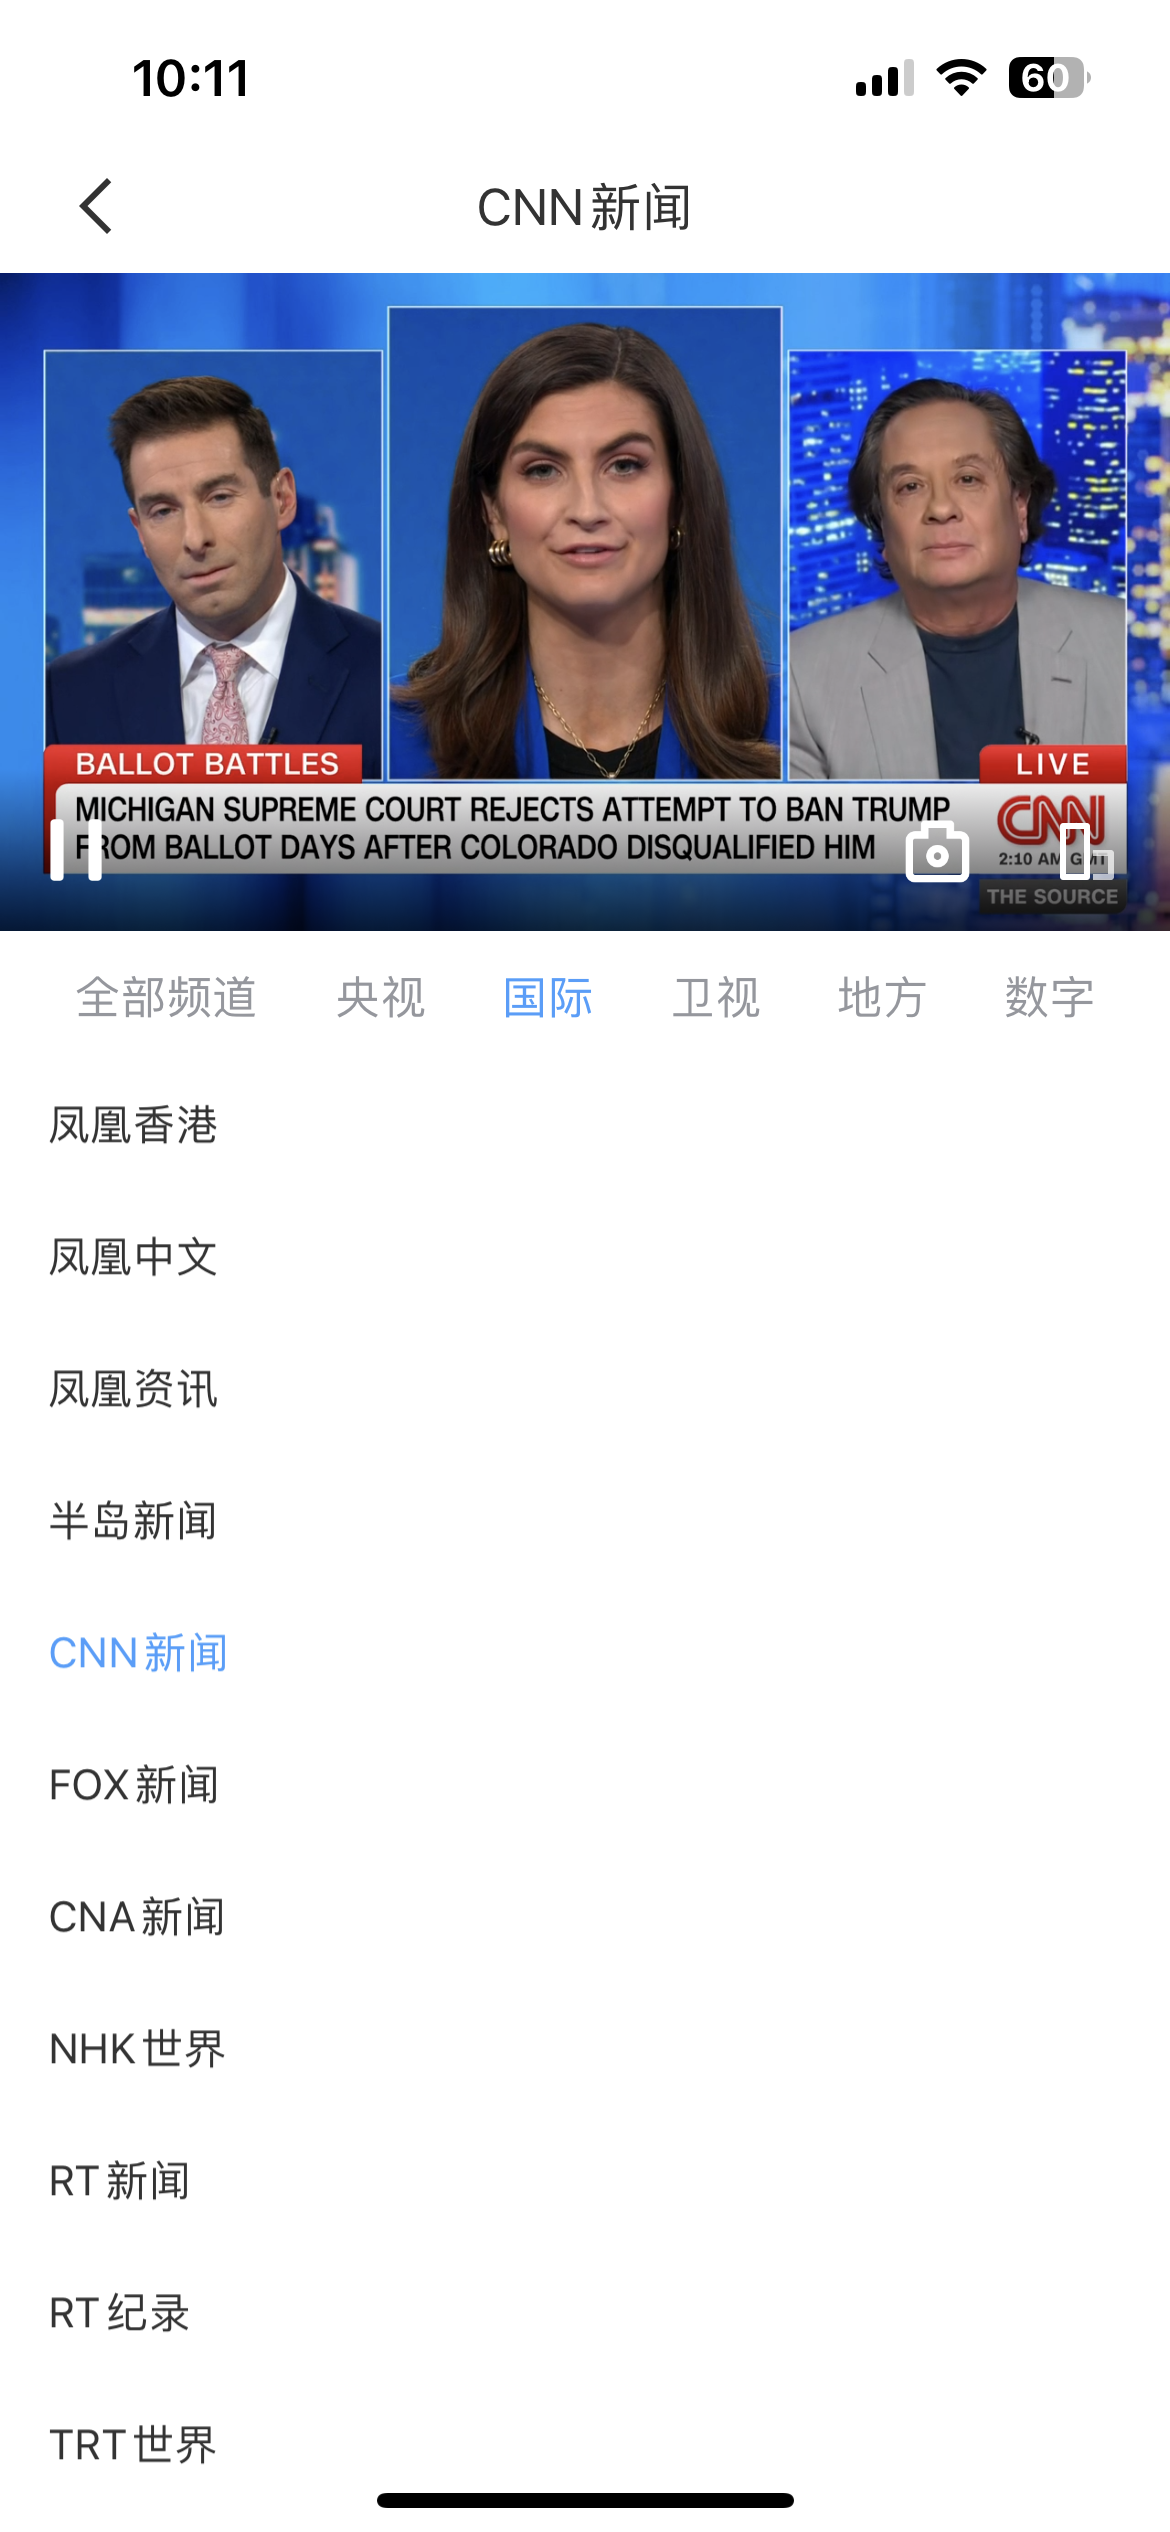 10:11
60
CNN新闻
BALLOT BATTLES
LIVE
MICHIGAN SUPREME COURT REJECTS ATTEMPT TO BAN TRUMP
FROM BALLOT DAYS AFTER COLORADO DISQUALIFIED HIM
CNN
2:10 AM GMT
THE SOURCE
全部频道 央视 国际 卫视 地方 数字
凤凰香港
凤凰中文
凤凰资讯
半岛新闻
CNN新闻
FOX新闻
CNA新闻
NHK世界
RT新闻
RT纪录
TRT世界